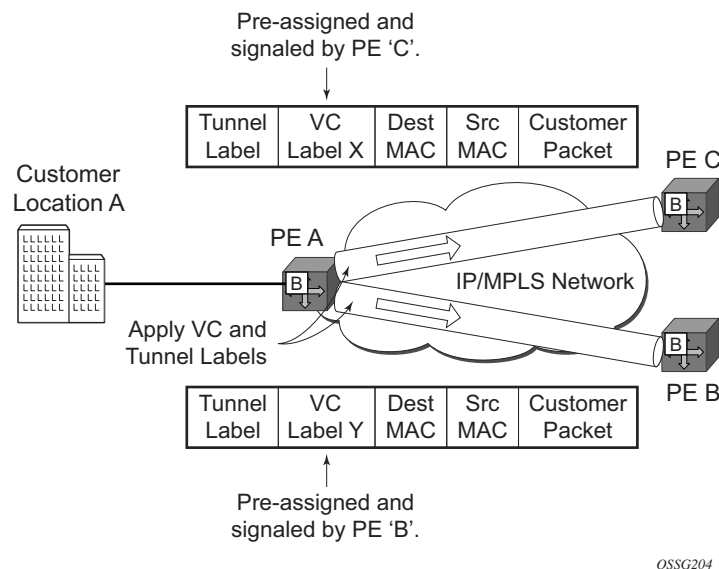 Pre-assigned and
signaled by PE ‘C’.
Tunnel Label
VC Label X
Dest MAC
Src MAC
Customer Packet
PE C
B
Customer
Location A
PE A
B
IP/MPLS Network
Apply VC and
Tunnel Labels
B
PE B
Tunnel Label
VC Label Y
Dest MAC
Src MAC
Customer Packet
Pre-assigned and
signaled by PE ‘B’.
OSSG204